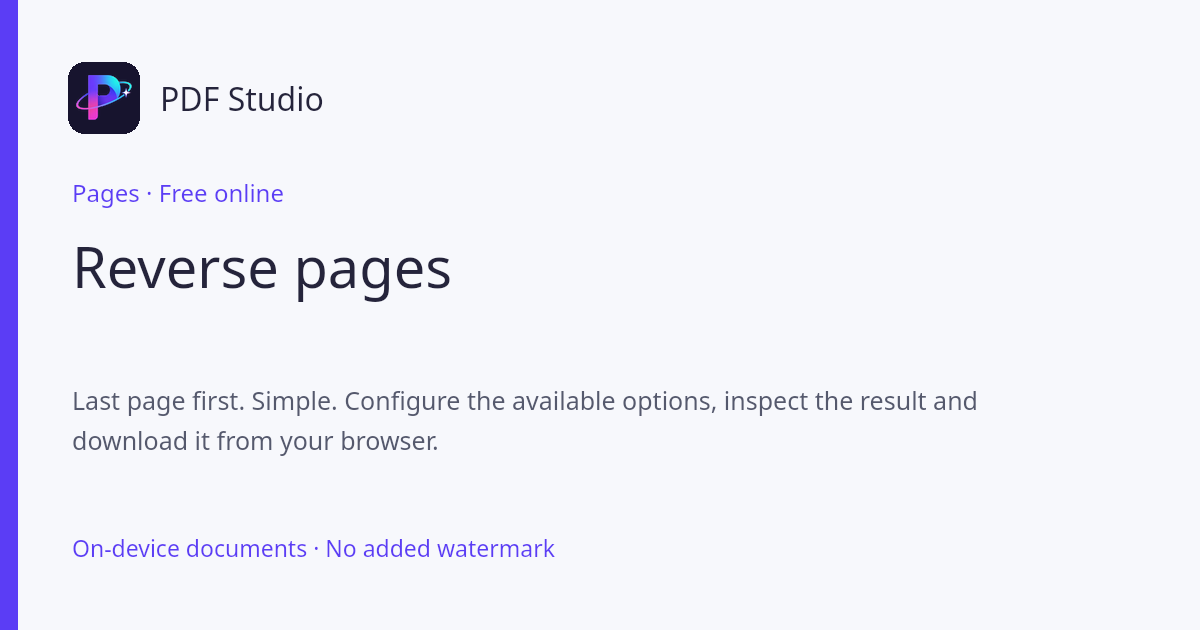 PDF Studio
Pages · Free online
Reverse pages
Last page first. Simple. Configure the available options, inspect the result and
download it from your browser.
On-device documents · No added watermark